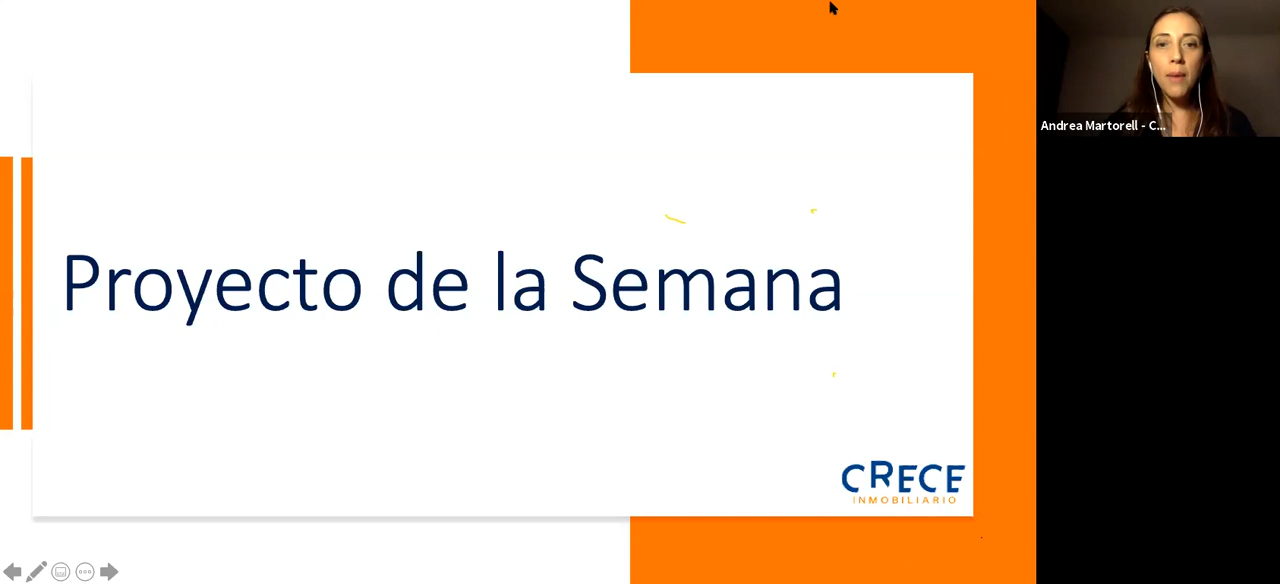 Andrea Martorell - C...
Proyecto de la Semana
CRECE
INMOBILIARIO